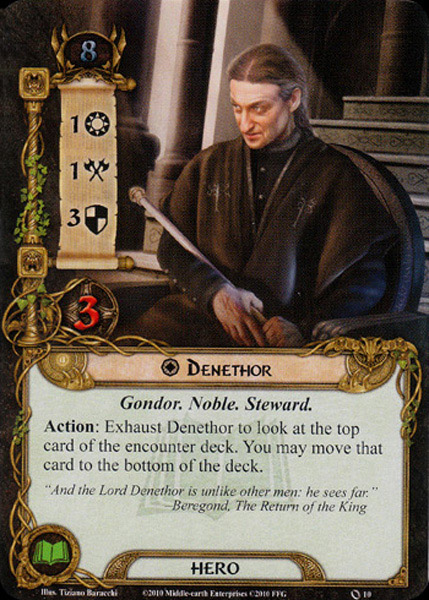 8
1
1
3
3
Denethor
Gondor. Noble. Steward.
Action: Exhaust Denethor to look at the top
card of the encounter deck. You may move that
card to the bottom of the deck.
“And the Lord Denethor is unlike other men: he sees far.”
–Beregond, The Return of the King
HERO
Illus. Tiziano Baracchi ©2010 Middle-earth Enterprises ©2010 FFG 10